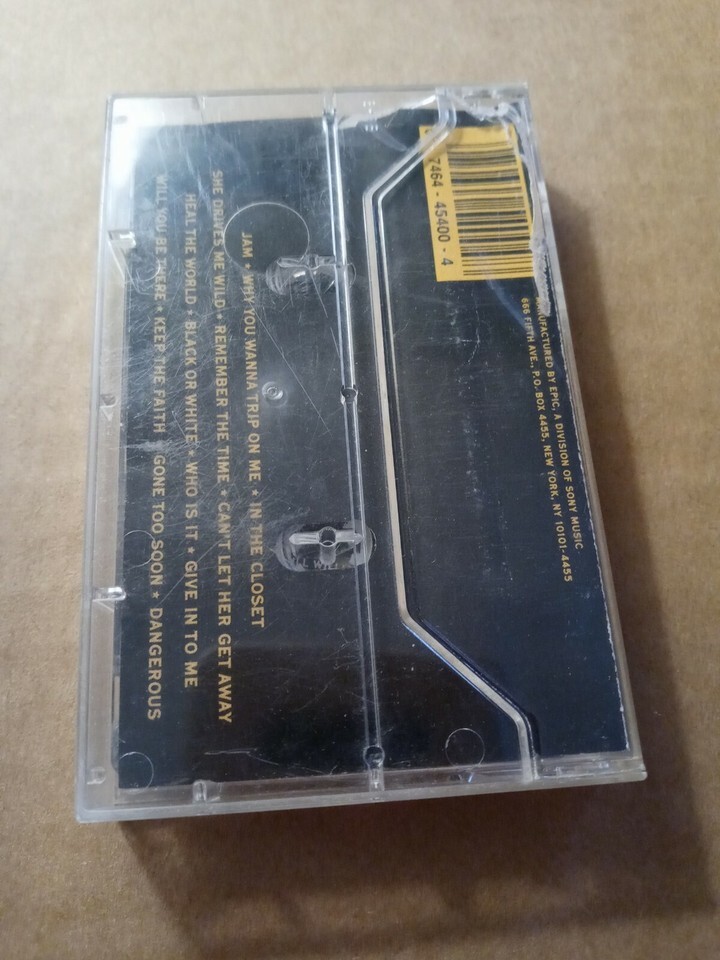 JAM * WHY YOU WANNA TRIP ON ME * IN THE CLOSET
SHE DRIVES ME WILD * REMEMBER THE TIME * CAN'T LET HER GET AWAY
HEAL THE WORLD * BLACK OR WHITE * WHO IS IT * GIVE IN TO ME
WILL YOU BE THERE * KEEP THE FAITH * GONE TOO SOON * DANGEROUS
7464 - 45400 - 4
MANUFACTURED BY EPIC, A DIVISION OF SONY MUSIC
666 FIFTH AVE., P.O. BOX 4455, NEW YORK, NY 10101-4455